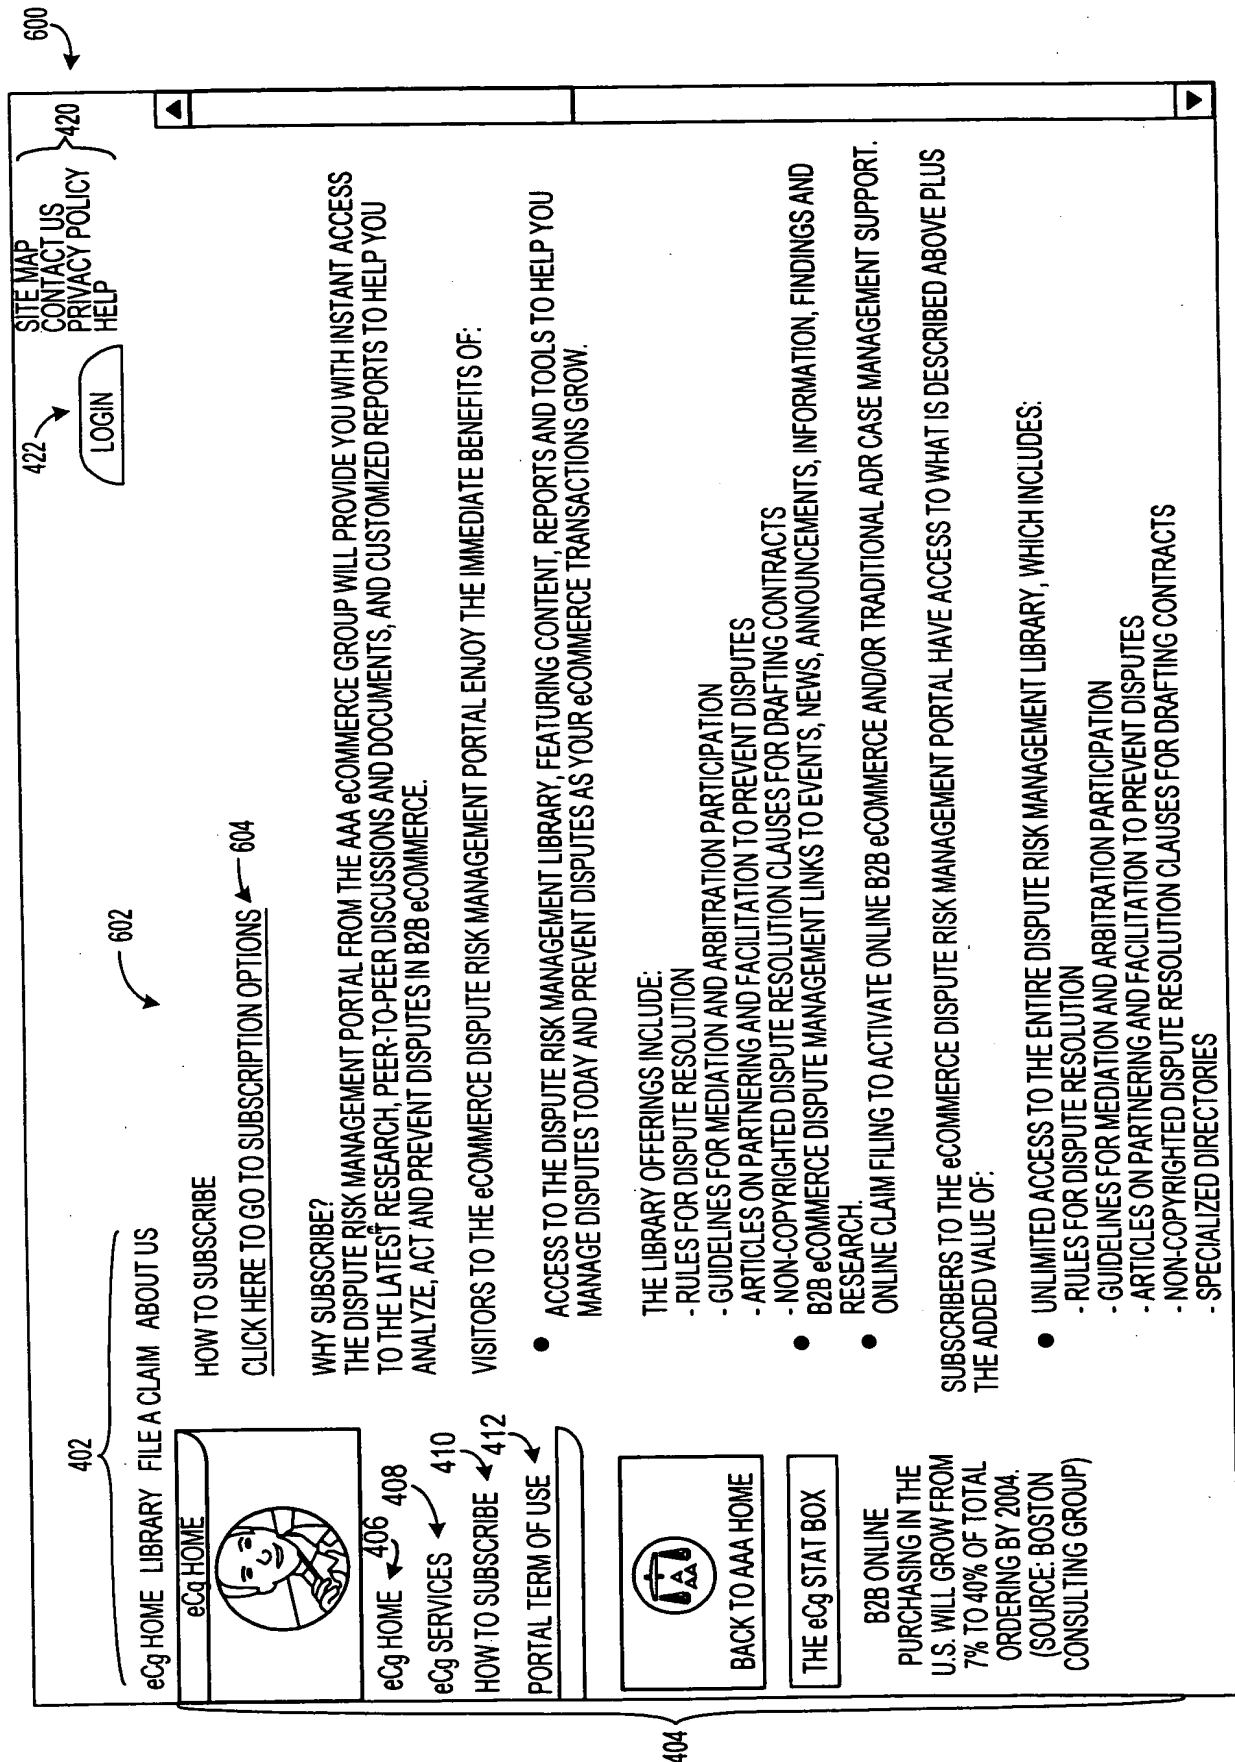 600
402
eCg HOME LIBRARY FILE A CLAIM ABOUT US
422
LOGIN
SITE MAP
CONTACT US
PRIVACY POLICY
HELP
420
404
eCg HOME
406
eCg HOME
408
eCg SERVICES
410
HOW TO SUBSCRIBE
412
PORTAL TERM OF USE
AAA
BACK TO AAA HOME
THE eCg STAT BOX
B2B ONLINE
PURCHASING IN THE
U.S. WILL GROW FROM
7% TO 40% OF TOTAL
ORDERING BY 2004.
(SOURCE: BOSTON
CONSULTING GROUP)
602
HOW TO SUBSCRIBE
CLICK HERE TO GO TO SUBSCRIPTION OPTIONS 604
WHY SUBSCRIBE?
THE DISPUTE RISK MANAGEMENT PORTAL FROM THE AAA eCOMMERCE GROUP WILL PROVIDE YOU WITH INSTANT ACCESS
TO THE LATEST RESEARCH, PEER-TO-PEER DISCUSSIONS AND DOCUMENTS, AND CUSTOMIZED REPORTS TO HELP YOU
ANALYZE, ACT AND PREVENT DISPUTES IN B2B eCOMMERCE.
VISITORS TO THE eCOMMERCE DISPUTE RISK MANAGEMENT PORTAL ENJOY THE IMMEDIATE BENEFITS OF:
● ACCESS TO THE DISPUTE RISK MANAGEMENT LIBRARY, FEATURING CONTENT, REPORTS AND TOOLS TO HELP YOU
MANAGE DISPUTES TODAY AND PREVENT DISPUTES AS YOUR eCOMMERCE TRANSACTIONS GROW.
THE LIBRARY OFFERINGS INCLUDE:
- RULES FOR DISPUTE RESOLUTION
- GUIDELINES FOR MEDIATION AND ARBITRATION PARTICIPATION
- ARTICLES ON PARTNERING AND FACILITATION TO PREVENT DISPUTES
- NON-COPYRIGHTED DISPUTE RESOLUTION CLAUSES FOR DRAFTING CONTRACTS
● B2B eCOMMERCE DISPUTE MANAGEMENT LINKS TO EVENTS, NEWS, ANNOUNCEMENTS, INFORMATION, FINDINGS AND
RESEARCH.
● ONLINE CLAIM FILING TO ACTIVATE ONLINE B2B eCOMMERCE AND/OR TRADITIONAL ADR CASE MANAGEMENT SUPPORT.
SUBSCRIBERS TO THE eCOMMERCE DISPUTE RISK MANAGEMENT PORTAL HAVE ACCESS TO WHAT IS DESCRIBED ABOVE PLUS
THE ADDED VALUE OF:
● UNLIMITED ACCESS TO THE ENTIRE DISPUTE RISK MANAGEMENT LIBRARY, WHICH INCLUDES:
- RULES FOR DISPUTE RESOLUTION
- GUIDELINES FOR MEDIATION AND ARBITRATION PARTICIPATION
- ARTICLES ON PARTNERING AND FACILITATION TO PREVENT DISPUTES
- NON-COPYRIGHTED DISPUTE RESOLUTION CLAUSES FOR DRAFTING CONTRACTS
- SPECIALIZED DIRECTORIES